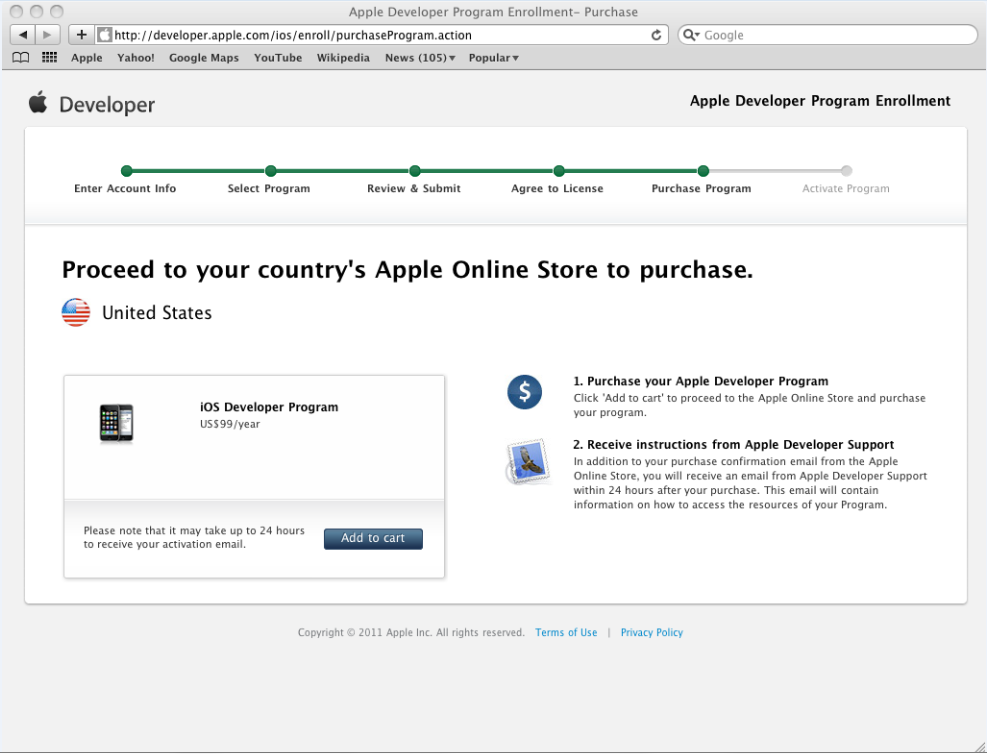 Apple Developer Program Enrollment– Purchase
http://developer.apple.com/ios/enroll/purchaseProgram.action
Google
Apple Yahoo! Google Maps YouTube Wikipedia News (105) Popular
Developer
Apple Developer Program Enrollment
Enter Account Info Select Program Review & Submit Agree to License Purchase Program Activate Program
Proceed to your country's Apple Online Store to purchase.
United States
iOS Developer Program
US$99/year
Please note that it may take up to 24 hours
to receive your activation email.
Add to cart
$
1. Purchase your Apple Developer Program
Click 'Add to cart' to proceed to the Apple Online Store and purchase
your program.
2. Receive instructions from Apple Developer Support
In addition to your purchase confirmation email from the Apple
Online Store, you will receive an email from Apple Developer Support
within 24 hours after your purchase. This email will contain
information on how to access the resources of your Program.
Copyright © 2011 Apple Inc. All rights reserved. Terms of Use | Privacy Policy